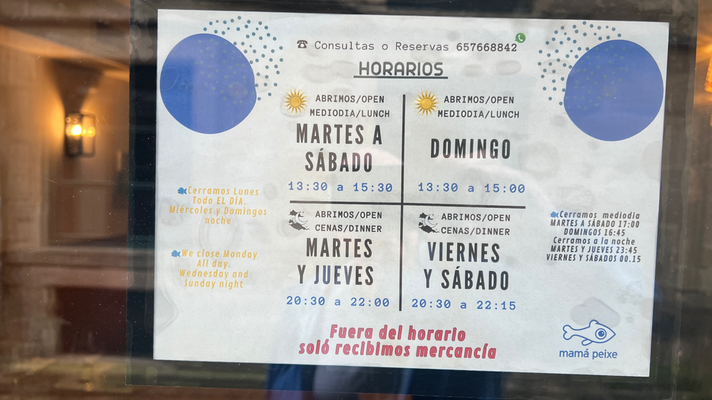 Consultas o Reservas 657668842
HORARIOS
ABRIMOS/OPEN
MEDIODIA/LUNCH
MARTES A
SÁBADO
13:30 a 15:30
ABRIMOS/OPEN
MEDIODIA/LUNCH
DOMINGO
13:30 a 15:00
ABRIMOS/OPEN
CENAS/DINNER
MARTES
Y JUEVES
20:30 a 22:00
ABRIMOS/OPEN
CENAS/DINNER
VIERNES
Y SÁBADO
20:30 a 22:15
Cerramos Lunes
Todo EL DÍA.
Miercoles y Domingos
noche
We close Monday
All day,
Wednesday and
Sunday night
Cerramos mediodia
MARTES A SÁBADO 17:00
DOMINGOS 16:45
Cerramos a la noche
MARTES Y JUEVES 23:45
VIERNES Y SÁBADOS 00.15
Fuera del horario
soló recibimos mercancía
mamá peixe